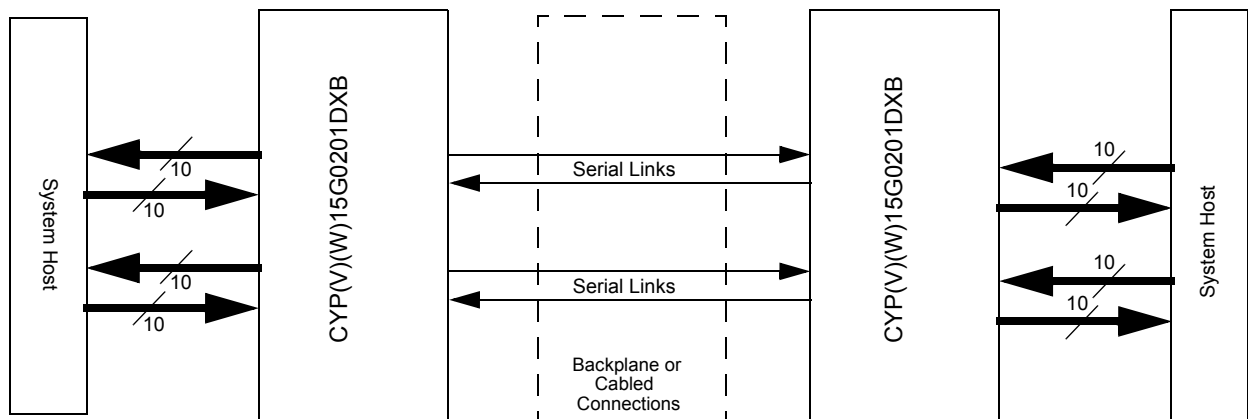 System Host
10
10
10
10
CYP(V)(W)15G0201DXB
Serial Links
Serial Links
Backplane or
Cabled
Connections
CYP(V)(W)15G0201DXB
10
10
10
10
System Host